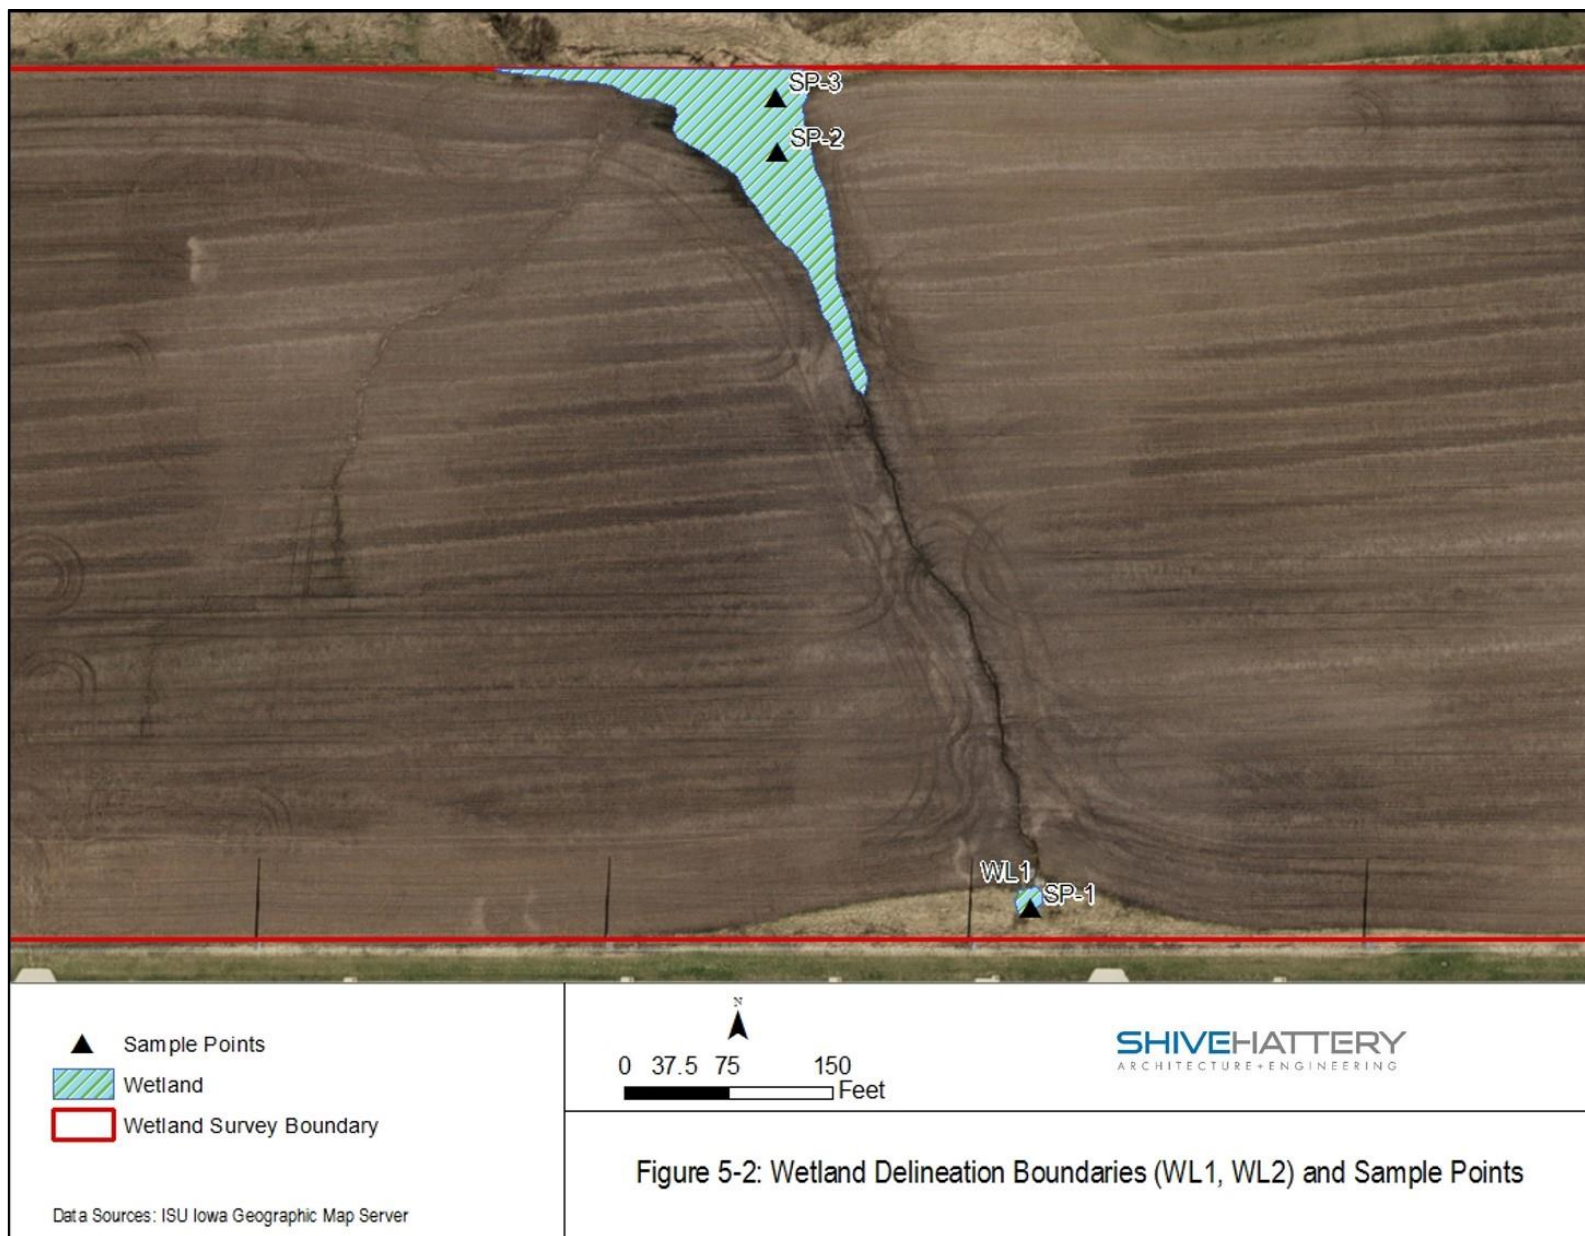 SP-3
SP-2
WL1
SP-1
Sample Points
Wetland
Wetland Survey Boundary
Data Sources: ISU Iowa Geographic Map Server
N
0 37.5 75 150
Feet
SHIVEHATTERY
ARCHITECTURE+ENGINEERING
Figure 5-2: Wetland Delineation Boundaries (WL1, WL2) and Sample Points